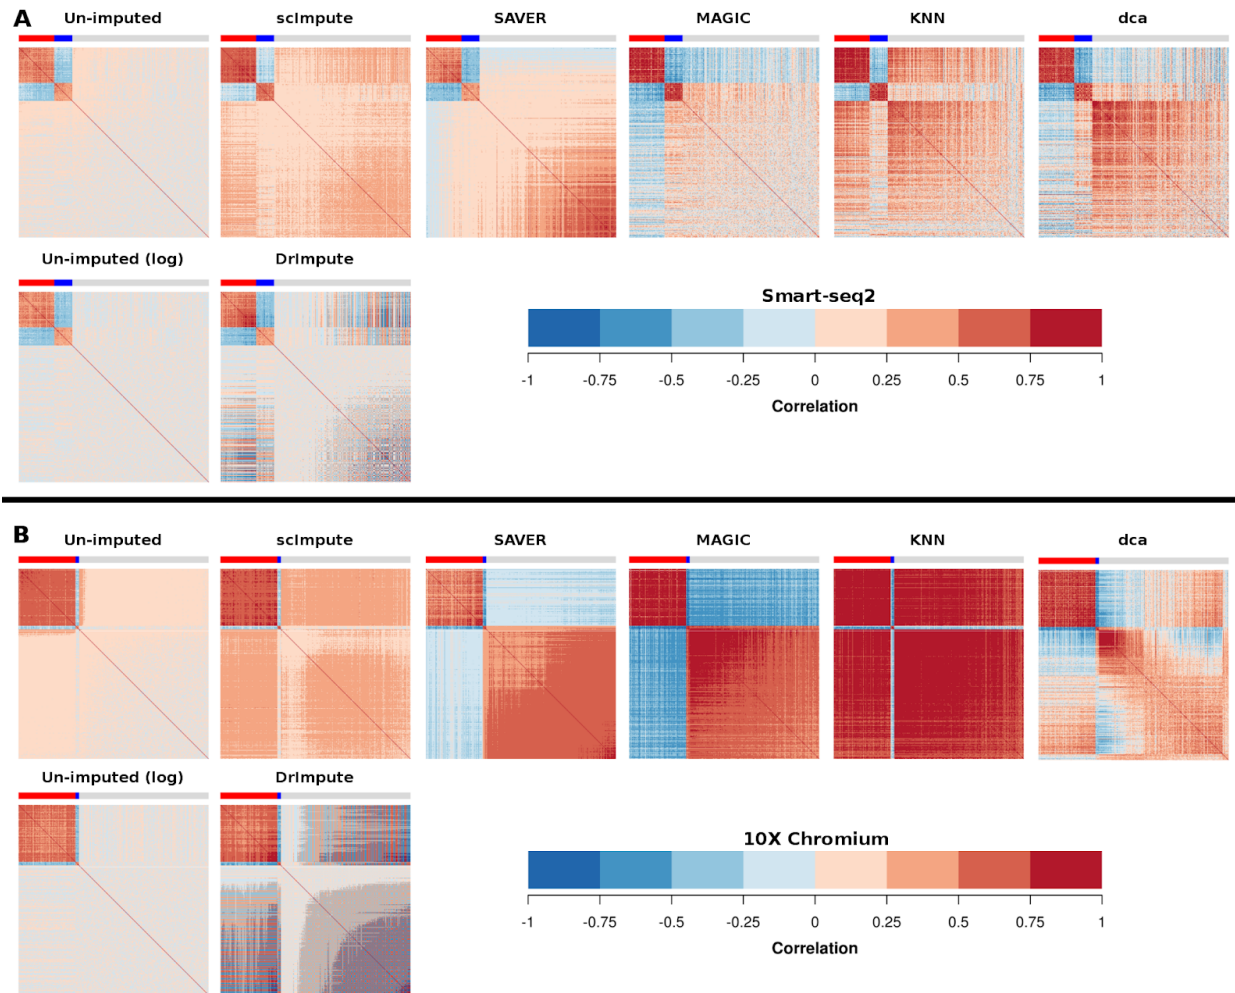 A
Un-imputed scImpute SAVER MAGIC KNN dca
Un-imputed (log) DrImpute
Smart-seq2
-1 -0.75 -0.5 -0.25 0 0.25 0.5 0.75 1
Correlation
B
Un-imputed scImpute SAVER MAGIC KNN dca
Un-imputed (log) DrImpute
10X Chromium
-1 -0.75 -0.5 -0.25 0 0.25 0.5 0.75 1
Correlation